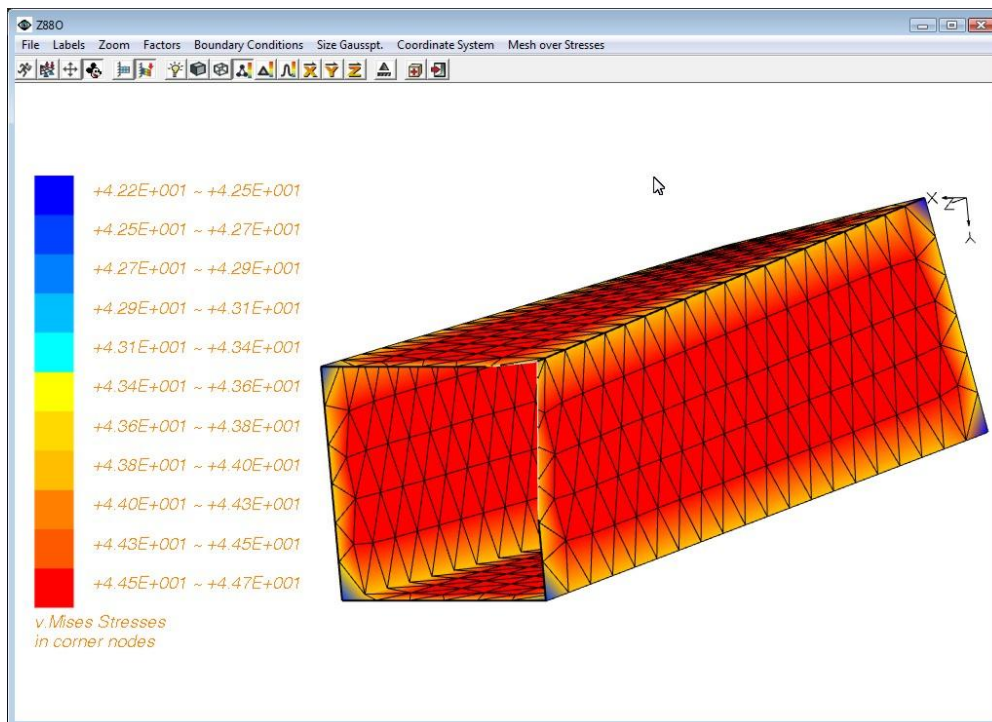 Z88O
File Labels Zoom Factors Boundary Conditions Size Gausspt. Coordinate System Mesh over Stresses
X Y Z
+4.22E+001 ~ +4.25E+001
+4.25E+001 ~ +4.27E+001
+4.27E+001 ~ +4.29E+001
+4.29E+001 ~ +4.31E+001
+4.31E+001 ~ +4.34E+001
+4.34E+001 ~ +4.36E+001
+4.36E+001 ~ +4.38E+001
+4.38E+001 ~ +4.40E+001
+4.40E+001 ~ +4.43E+001
+4.43E+001 ~ +4.45E+001
+4.45E+001 ~ +4.47E+001
v.Mises Stresses
in corner nodes
X
Z
Y